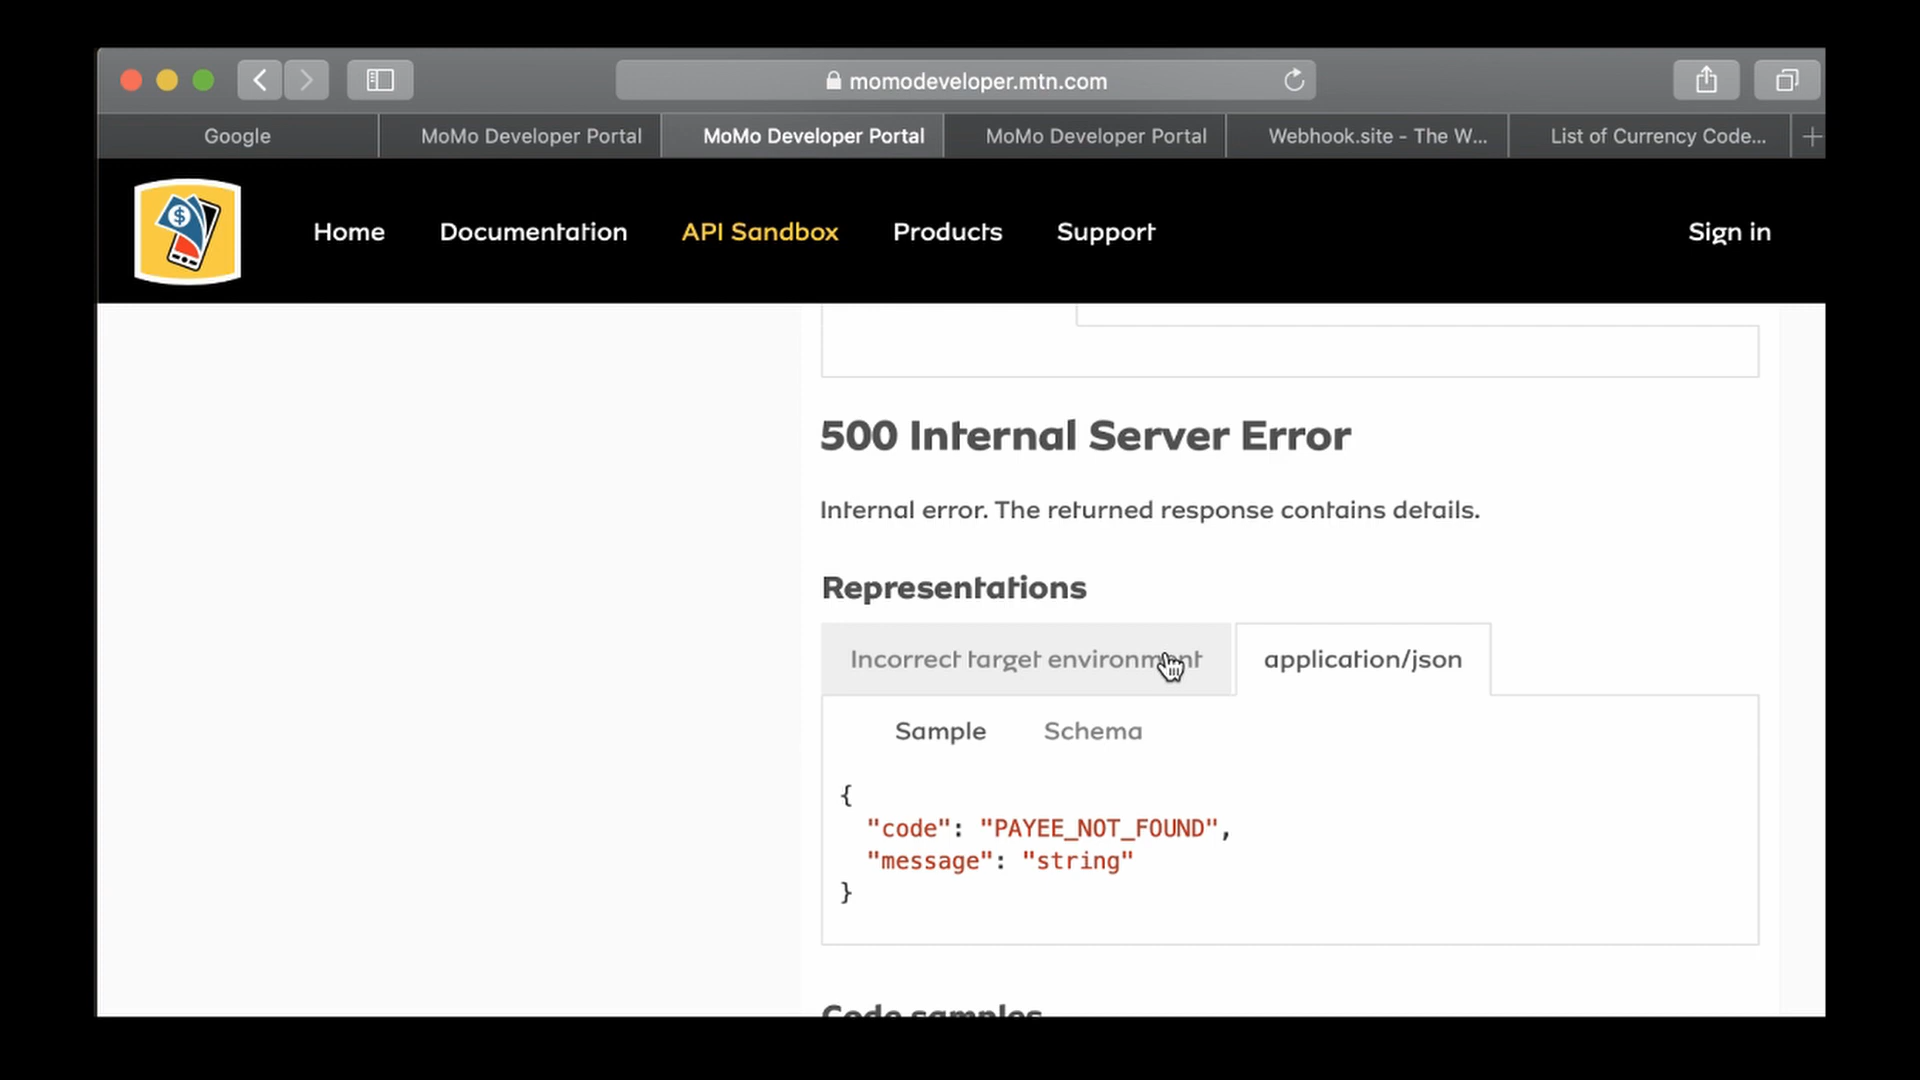 momodeveloper.mtn.com
Google
MoMo Developer Portal
MoMo Developer Portal
MoMo Developer Portal
Webhook.site - The W...
List of Currency Code...
$
Home
Documentation
API Sandbox
Products
Support
Sign in
500 Internal Server Error
Internal error. The returned response contains details.
Representations
Incorrect target environment
application/json
Sample
Schema
{
"code": "PAYEE_NOT_FOUND",
"message": "string"
}
Code samples